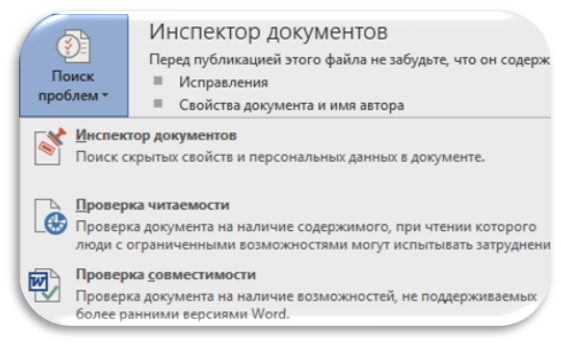 Инспектор документов
Перед публикацией этого файла не забудьте, что он содерж
Исправления
Свойства документа и имя автора
Поиск
проблем
Инспектор документов
Поиск скрытых свойств и персональных данных в документе.
Проверка читаемости
Проверка документа на наличие содержимого, при чтении которого
люди с ограниченными возможностями могут испытывать затруднени
Проверка совместимости
Проверка документа на наличие возможностей, не поддерживаемых
более ранними версиями Word.